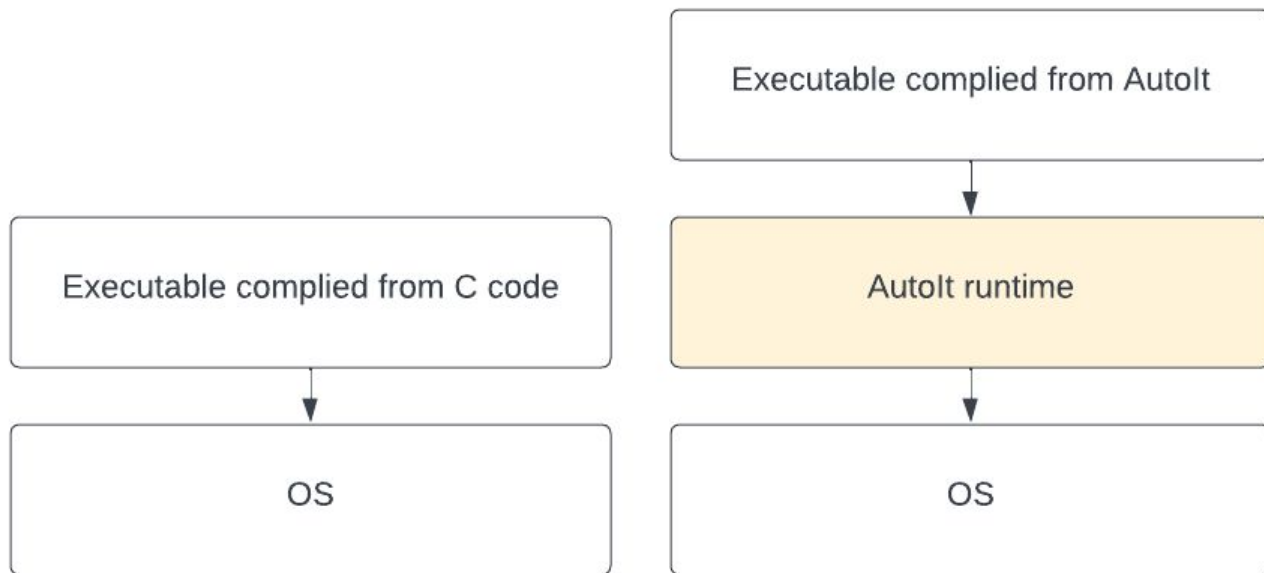 Executable complied from AutoIt
Executable complied from C code
AutoIt runtime
OS
OS